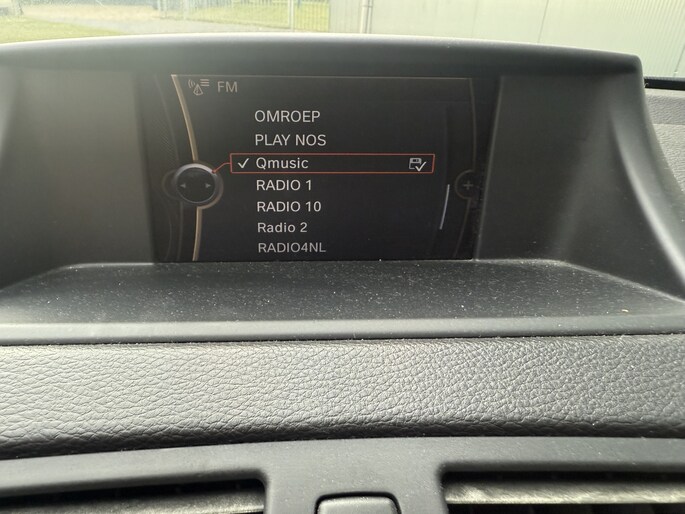 FM
OMROEP
PLAY NOS
Qmusic
RADIO 1
RADIO 10
Radio 2
RADIO4NL